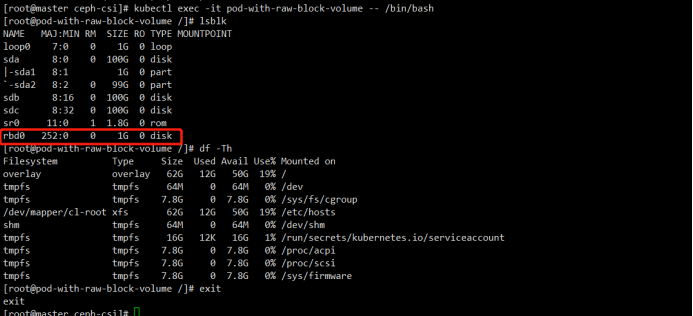 [root@master ceph-csi]# kubectl exec -it pod-with-raw-block-volume -- /bin/bash
[root@pod-with-raw-block-volume /]# lsblk
NAME   MAJ:MIN RM  SIZE RO TYPE MOUNTPOINT
loop0    7:0     0    1G  0 loop
sda      8:0    0  100G  0 disk
|-sda1   8:1          1G  0 part
`-sda2   8:2    0   99G  0 part
sdb      8:16   0  100G  0 disk
sdc      8:32   0  100G  0 disk
sr0     11:0    1  1.8G  0 rom
rbd0   252:0    0    1G  0 disk
[root@pod-with-raw-block-volume /]# df -Th
Filesystem          Type     Size  Used Avail Use% Mounted on
overlay             overlay   62G   12G   50G  19% /
tmpfs               tmpfs     64M     0   64M   0% /dev
tmpfs               tmpfs    7.8G     0  7.8G   0% /sys/fs/cgroup
/dev/mapper/cl-root xfs       62G   12G   50G  19% /etc/hosts
shm                 tmpfs     64M     0   64M   0% /dev/shm
tmpfs               tmpfs     16G   12K   16G   1% /run/secrets/kubernetes.io/serviceaccount
tmpfs               tmpfs    7.8G     0  7.8G   0% /proc/acpi
tmpfs               tmpfs    7.8G     0  7.8G   0% /proc/scsi
tmpfs               tmpfs    7.8G     0  7.8G   0% /sys/firmware
[root@pod-with-raw-block-volume /]# exit
exit
[root@master ceph-csi]#